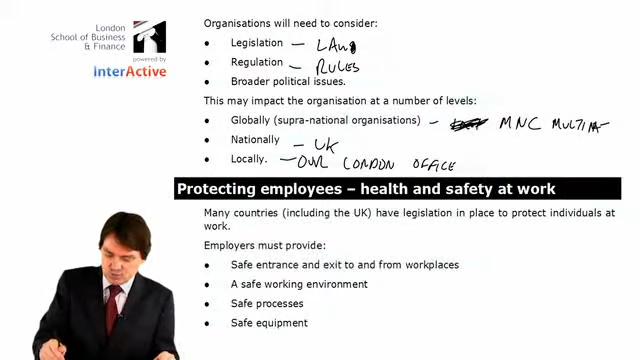 London
School of Business
& Finance
powered by
InterActive
Organisations will need to consider:
• Legislation – LAWS
• Regulation – RULES
• Broader political issues.
This may impact the organisation at a number of levels:
• Globally (supra-national organisations) – MNC MULTINA
• Nationally – UK
• Locally. – OUR LONDON OFFICE
Protecting employees – health and safety at work
Many countries (including the UK) have legislation in place to protect individuals at
work.
Employers must provide:
• Safe entrance and exit to and from workplaces
• A safe working environment
• Safe processes
• Safe equipment